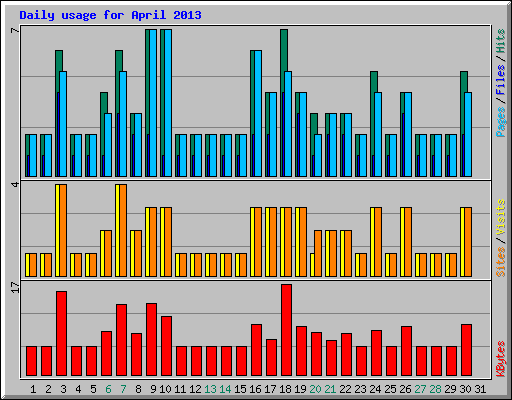 Daily usage for April 2013
7
Pages/Files/Hits
4
Sites/Visits
17
KBytes
1 2 3 4 5 6 7 8 9 10 11 12 13 14 15 16 17 18 19 20 21 22 23 24 25 26 27 28 29 30 31